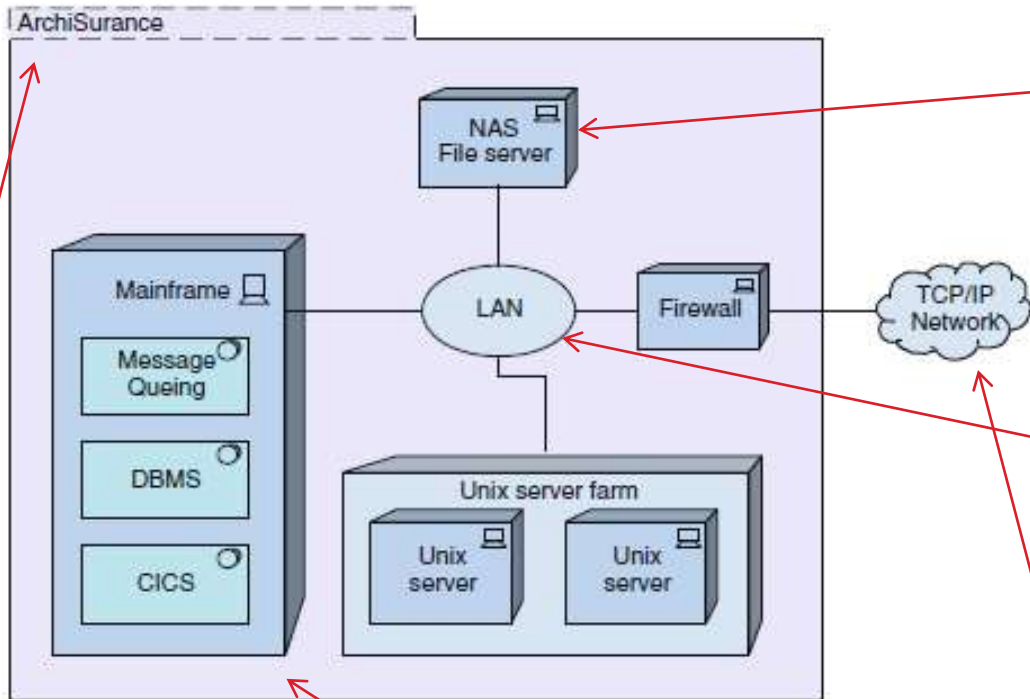 ArchiSurance
NAS
File server
Mainframe
LAN
Firewall
TCP/IP
Network
Message
Queing
DBMS
CICS
Unix server farm
Unix
server
Unix
server